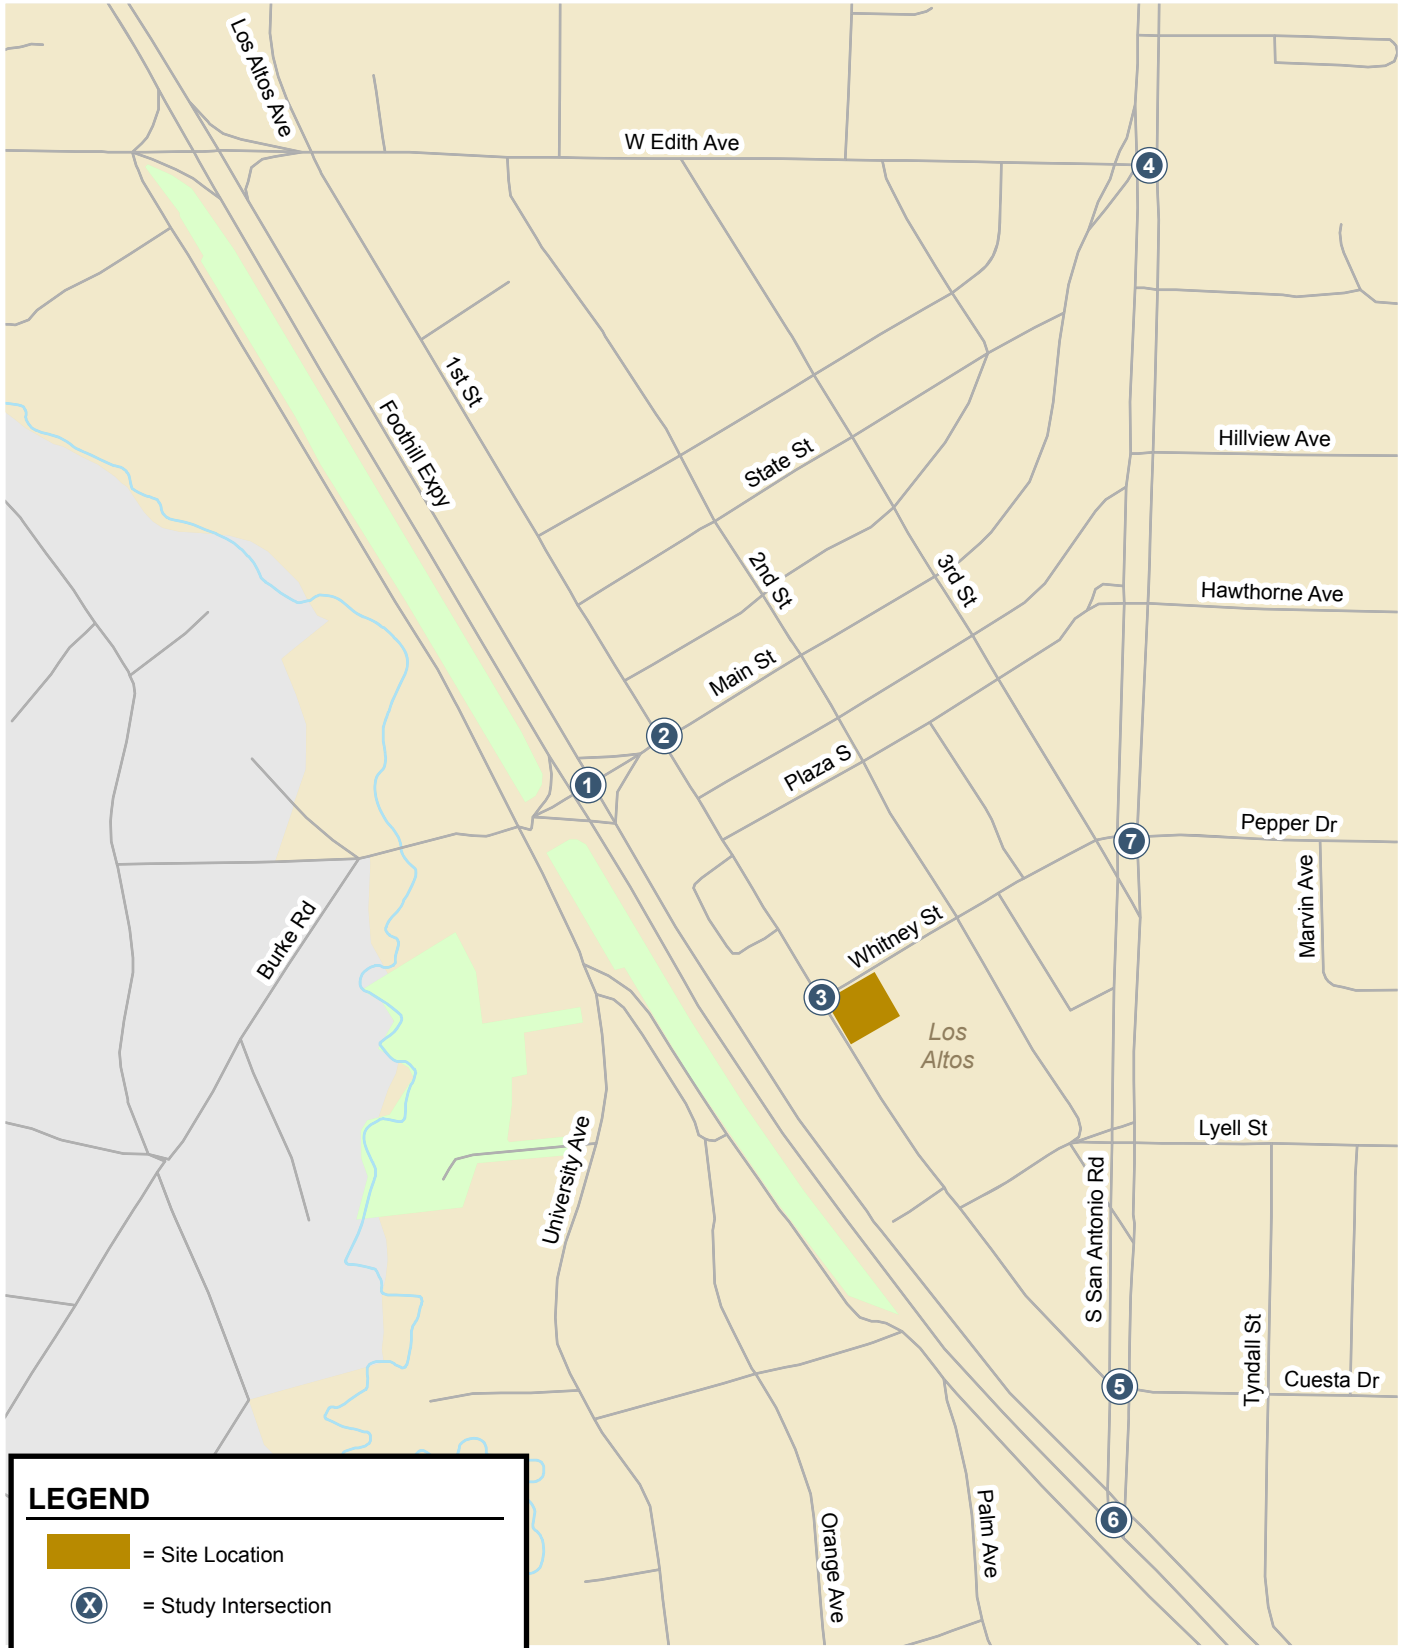 Los Altos Ave
W Edith Ave
4
1st St
Foothill Expy
State St
Hillview Ave
2nd St
3rd St
Hawthorne Ave
Main St
2
1
Plaza S
Pepper Dr
7
Marvin Ave
Burke Rd
Whitney St
3
Los
Altos
University Ave
Lyell St
S San Antonio Rd
Tyndall St
5
Cuesta Dr
6
Palm Ave
Orange Ave
LEGEND
= Site Location
X = Study Intersection